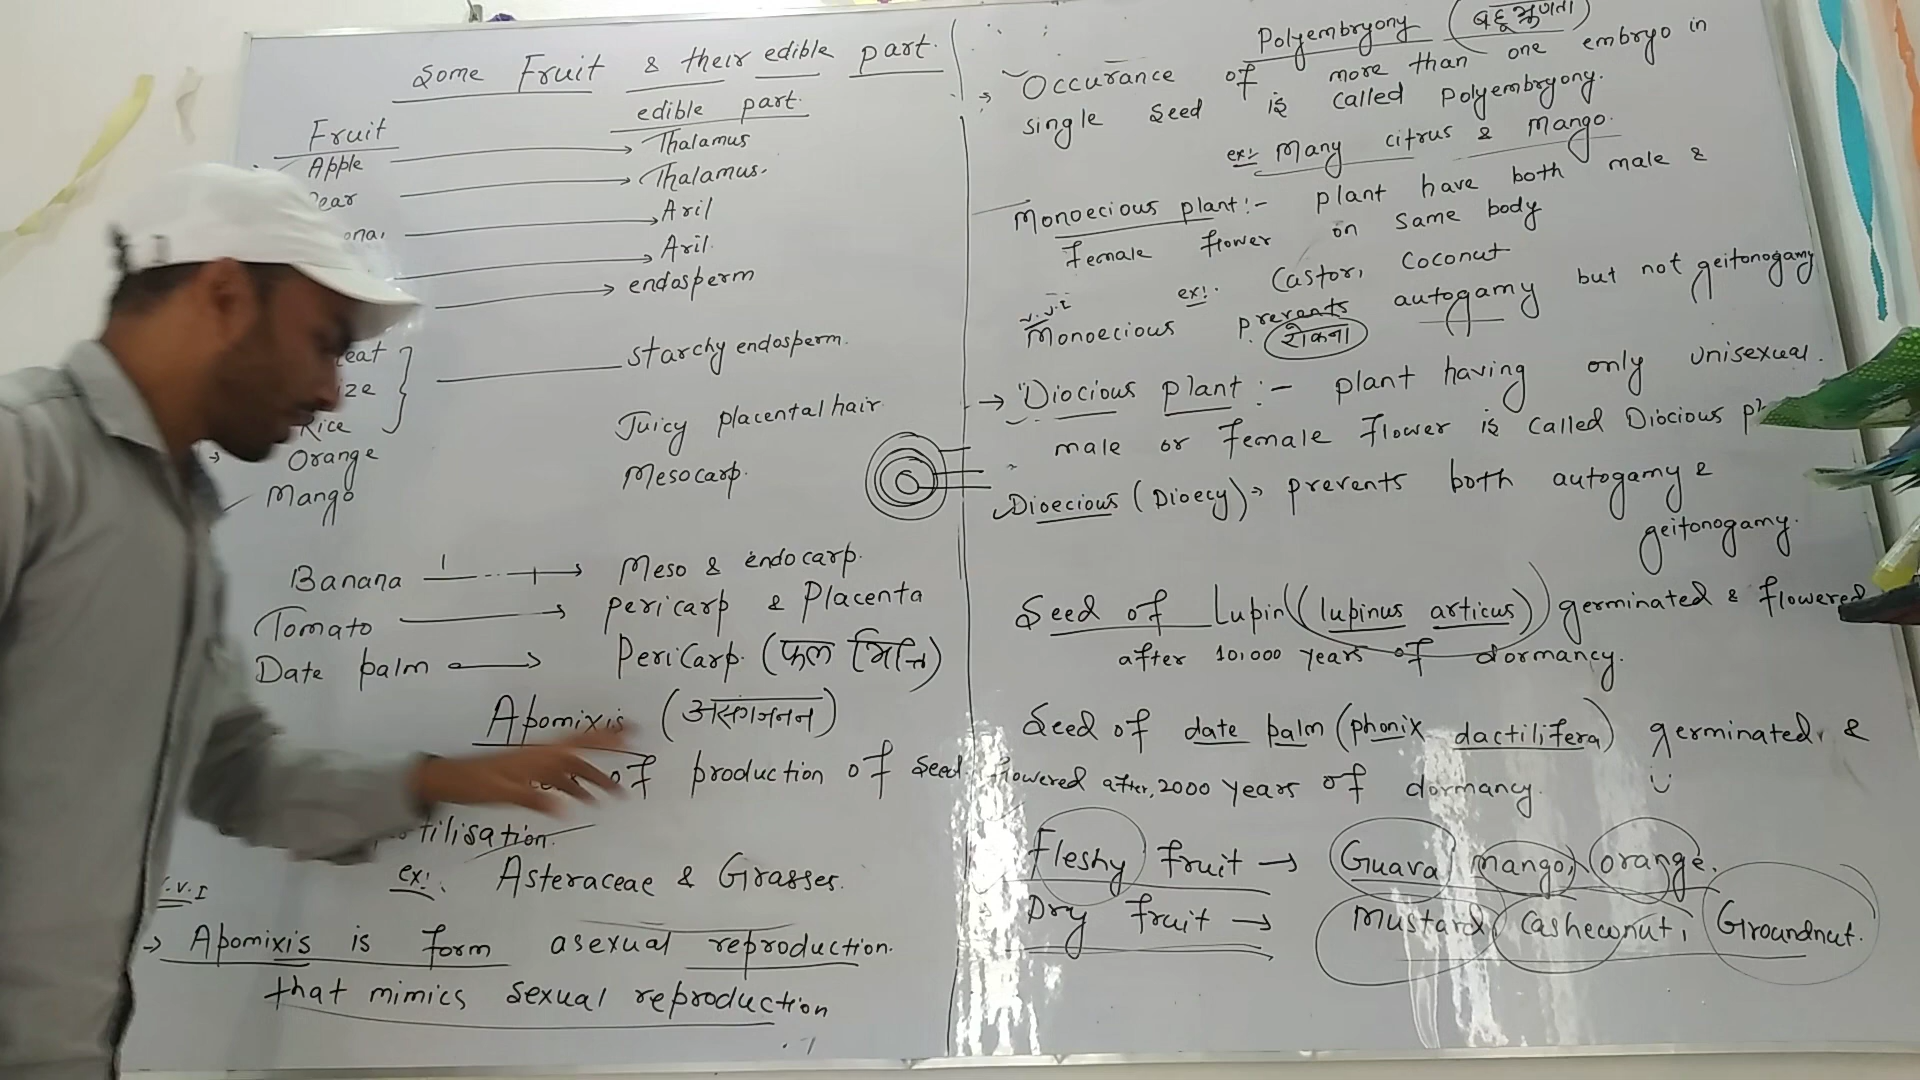 Some Fruit & their edible part.
Fruit
edible part.
Apple Thalamus
Thalamus.
Aril
Aril.
endosperm
starchy endosperm.
Rice
Orange Juicy placental hair
Mango Mesocarp.
Banana Meso & endocarp.
Tomato pericarp & Placenta
Date palm Pericarp. (फल भित्ति)
Apomixis (असंगजनन)
of production of seed
tilisation.
ex:. Asteraceae & Grasses.
V.I
→ Apomixis is form asexual reproduction.
that mimics sexual reproduction
Polyembryony (बहुभ्रूणता)
→ Occurance of more than one embryo in
single seed is called polyembryony.
ex:- Many citrus & Mango.
Monoecious plant:- plant have both male &
Female flower on same body
ex:. Castor, Coconut
v.v.I
Monoecious prevents autogamy but not geitonogamy
रोकना
→ Diocious plant :- plant having only unisexual.
male or Female Flower is called Diocious
Dioecious (Dioecy) → prevents both autogamy &
geitonogamy.
Seed of Lupin (lupinus articus) germinated & flowered
after 10,000 years of dormancy.
Seed of date palm (phonix dactilifera) germinated &
flowered after 2000 years of dormancy.
Fleshy fruit → Guava, mango, orange.
Dry fruit → Mustard, Cashewnut, Groundnut.